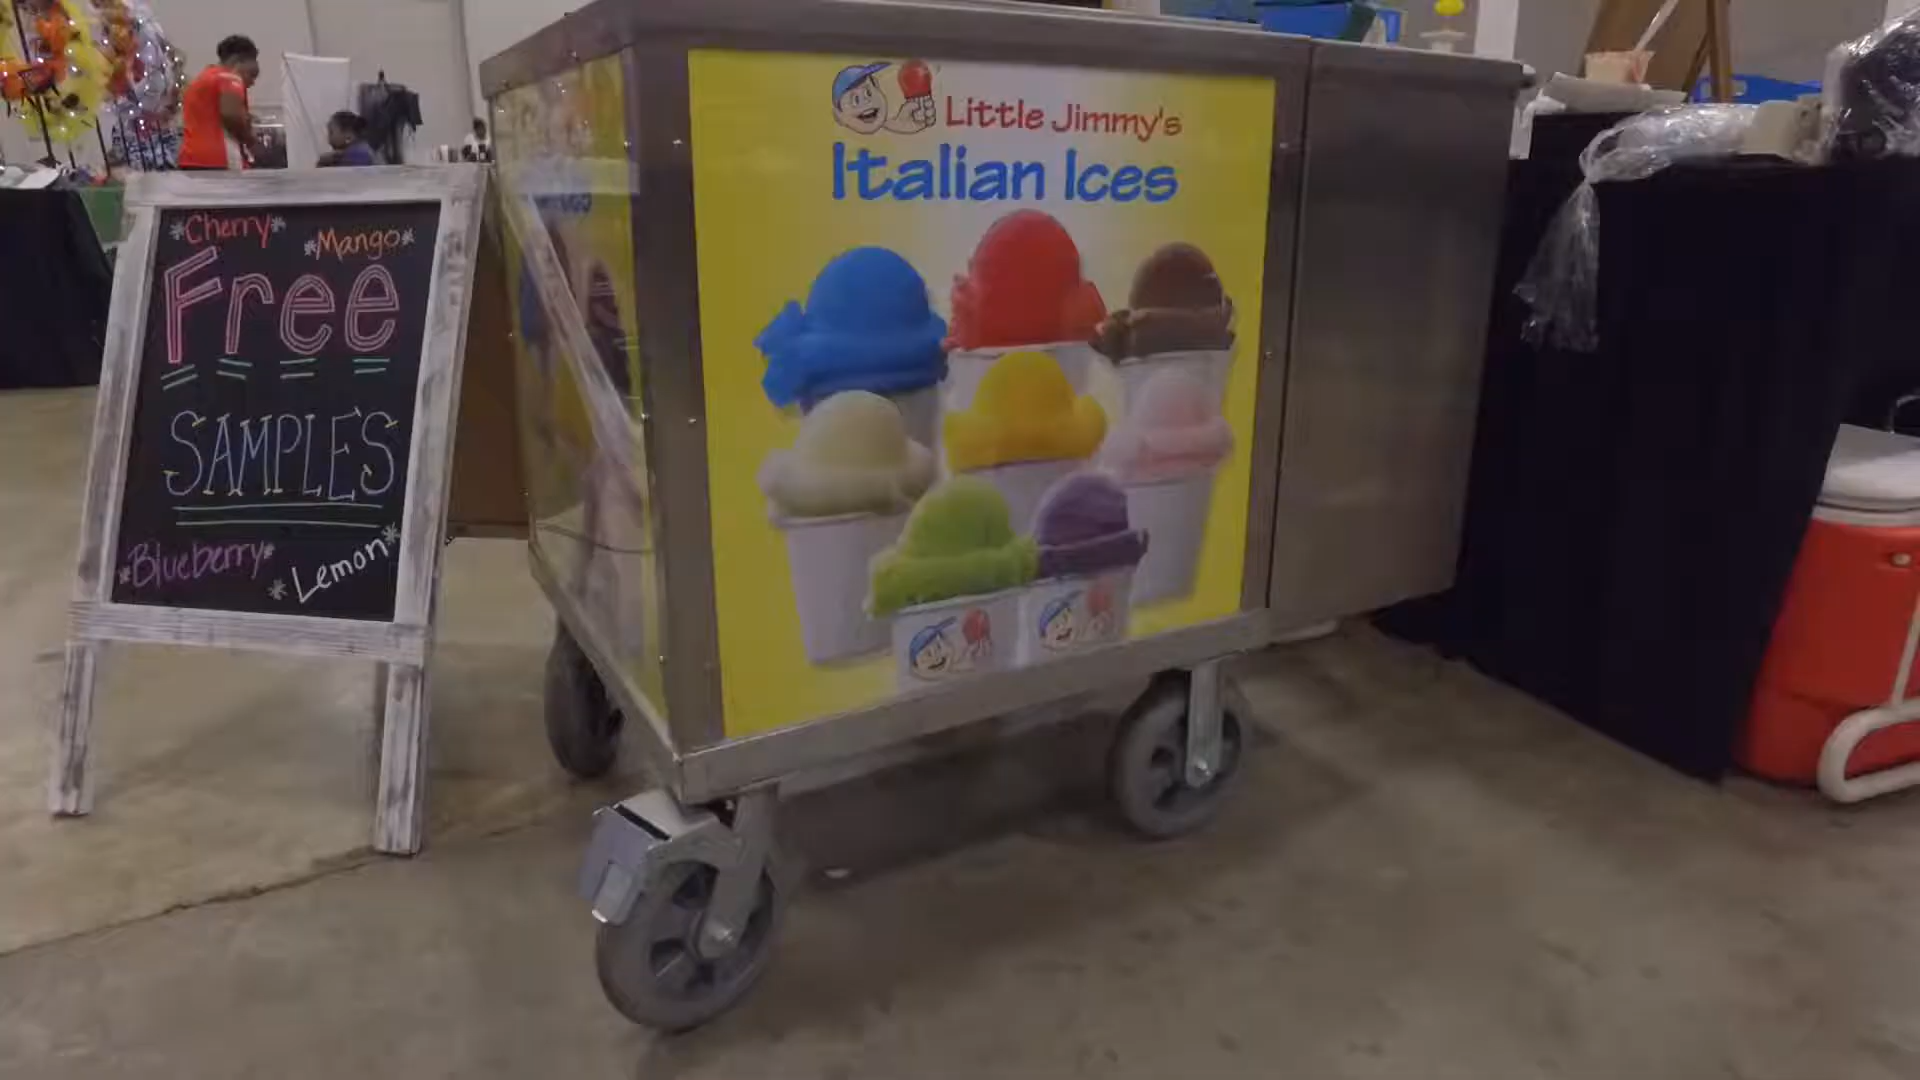 *Cherry*
*Mango*
Free
SAMPLES
*Blueberry*
*Lemon*
Little Jimmy's
Italian Ices